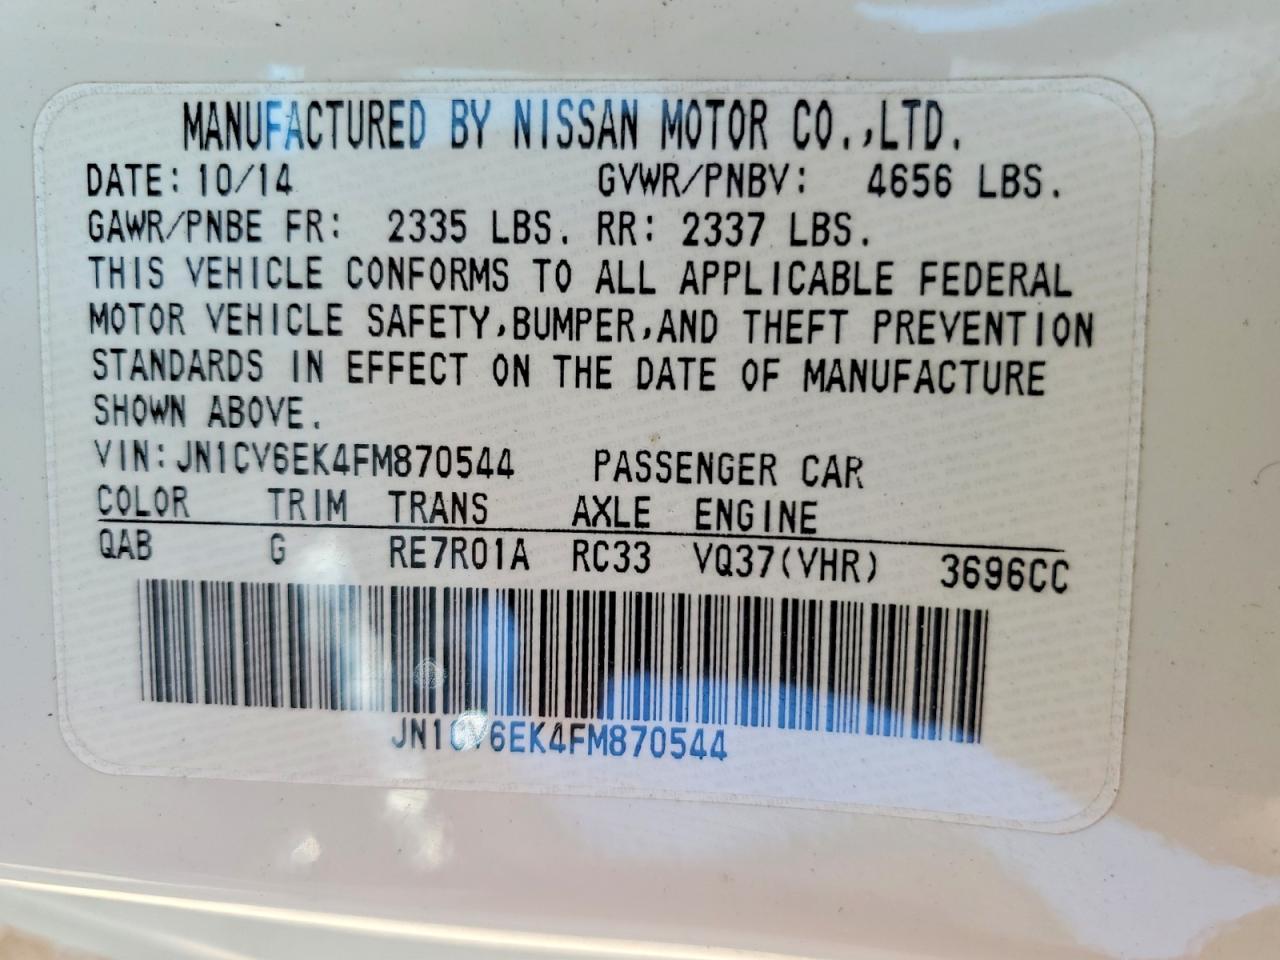 MANUFACTURED BY NISSAN MOTOR CO.,LTD.
DATE: 10/14 GVWR/PNBV: 4656 LBS.
GAWR/PNBE FR: 2335 LBS. RR: 2337 LBS.
THIS VEHICLE CONFORMS TO ALL APPLICABLE FEDERAL
MOTOR VEHICLE SAFETY,BUMPER,AND THEFT PREVENTION
STANDARDS IN EFFECT ON THE DATE OF MANUFACTURE
SHOWN ABOVE.
VIN: JN1CV6EK4FM870544 PASSENGER CAR
COLOR TRIM TRANS AXLE ENGINE
QAB G RE7R01A RC33 VQ37(VHR) 3696CC
JN1CV6EK4FM870544